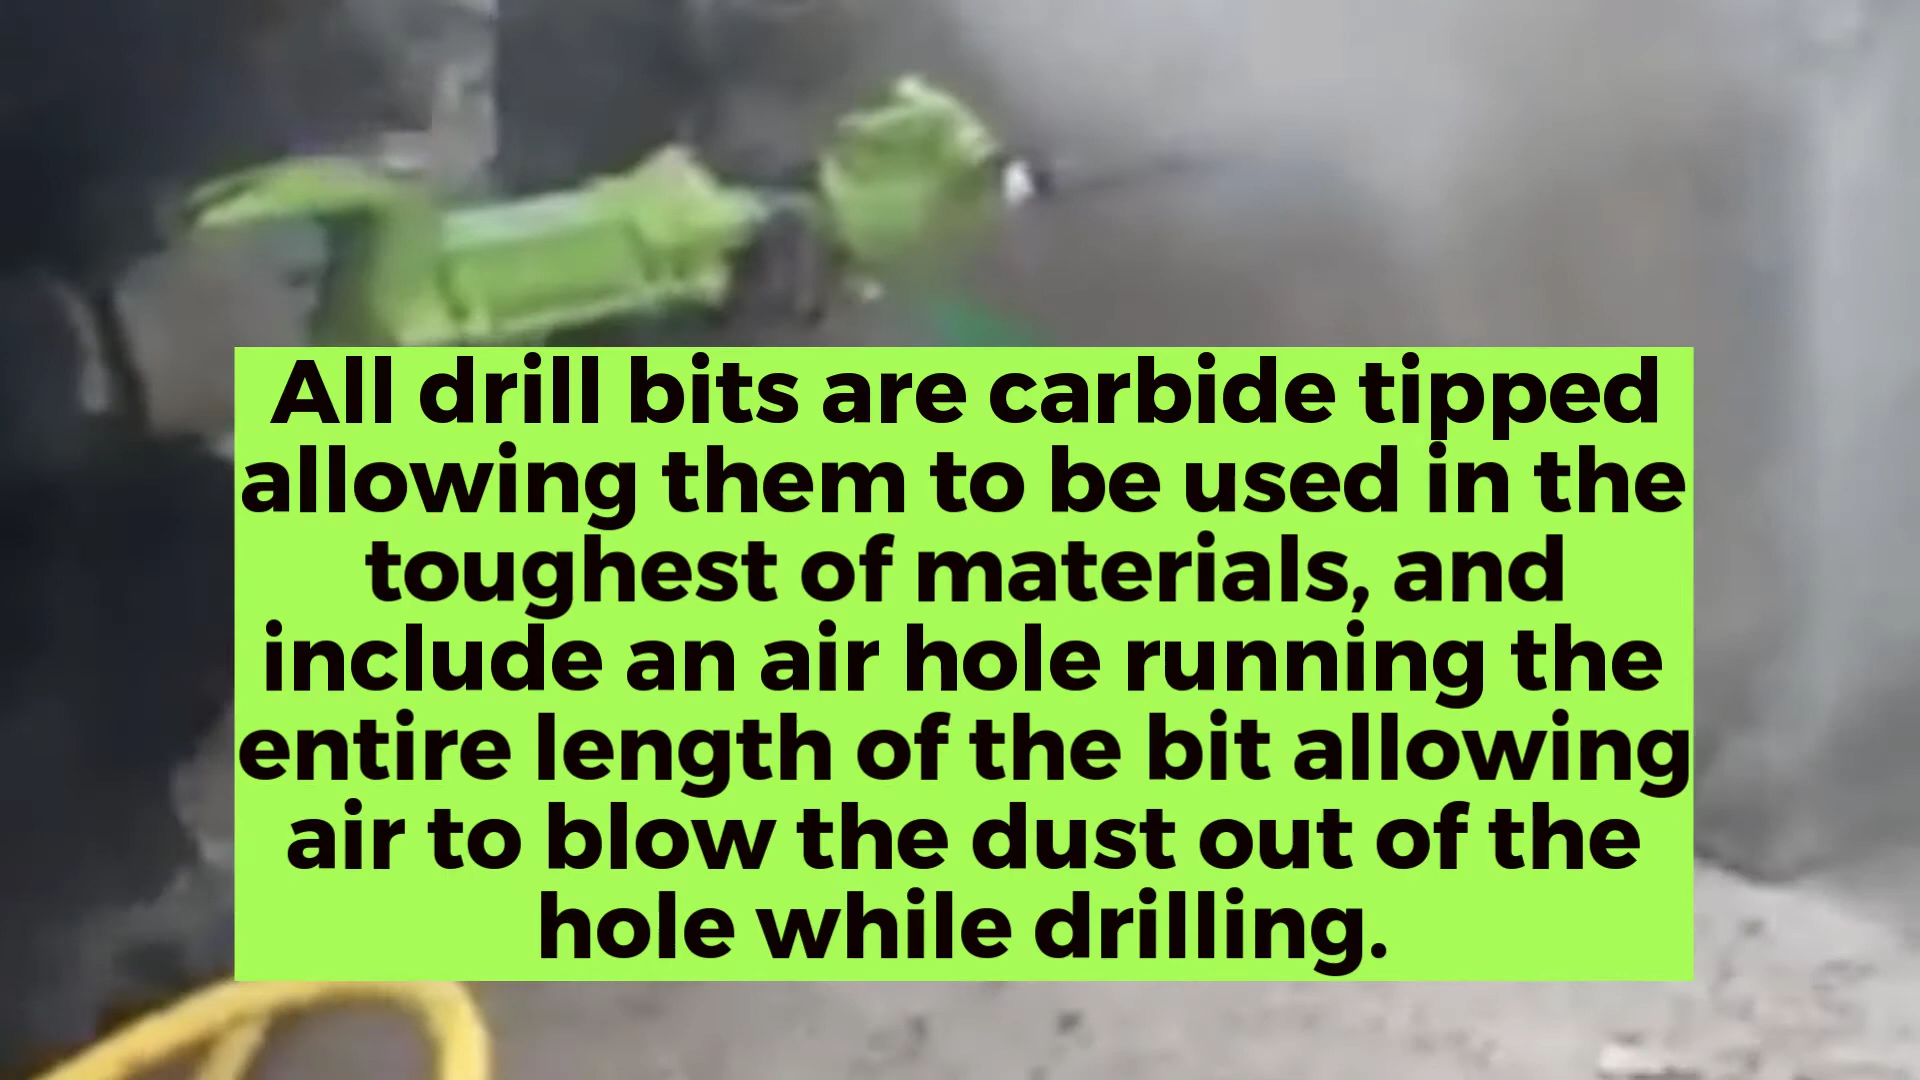 All drill bits are carbide tipped
allowing them to be used in the
toughest of materials, and
include an air hole running the
entire length of the bit allowing
air to blow the dust out of the
hole while drilling.